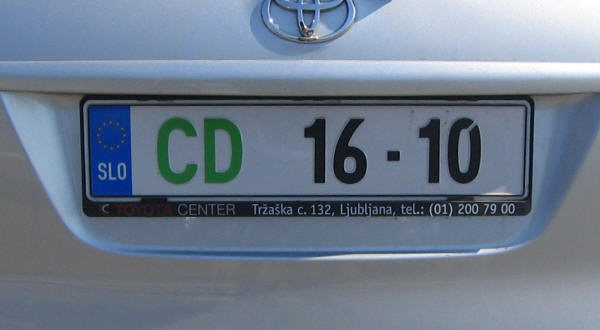 SLO CD 16 - 10
TOYOTA CENTER Tržaška c. 132, Ljubljana, tel.: (01) 200 79 00